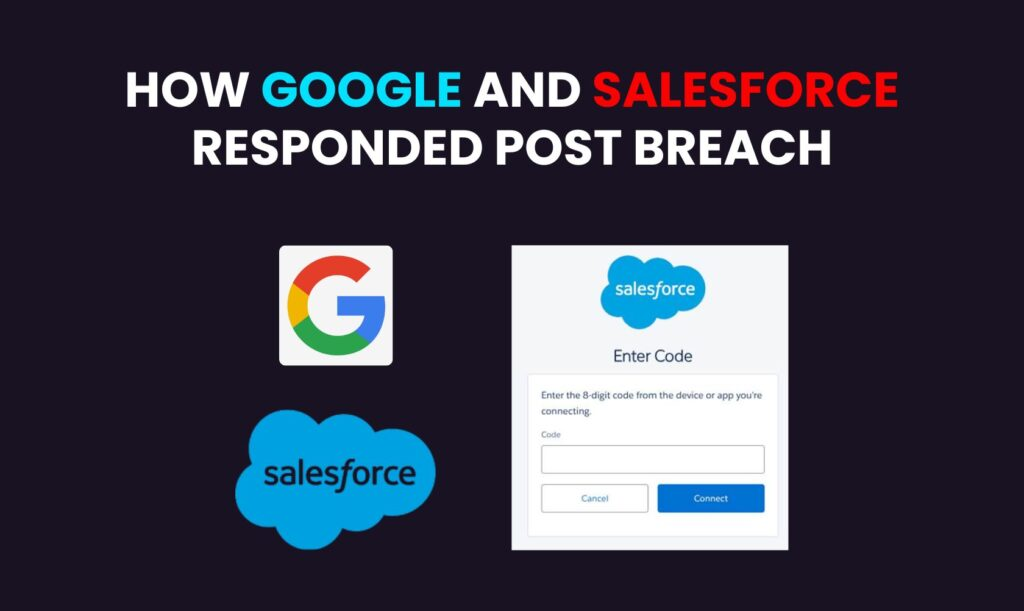 HOW GOOGLE AND SALESFORCE
RESPONDED POST BREACH
salesforce
salesforce
Enter Code
Enter the 8-digit code from the device or app you're
connecting.
Code
Cancel
Connect